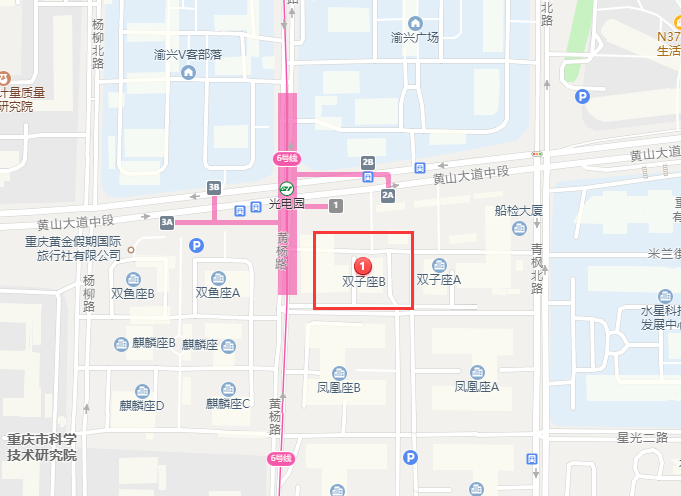 杨柳北路
渝兴V客部落
渝兴广场
北路
N37
生活
P
计量质量
研究院
6号线
2B
黄山大道中段
黄山大道
3B
2A
光电园
1
船检大厦
黄山大道中段
3A
重庆黄金假期国际
旅行社有限公司
P
黄杨路
青枫北路
米兰街
杨柳路
1
双子座B
双子座A
双鱼座B
双鱼座A
水星科技
发展中心
麒麟座B
麒麟座
凤凰座B
凤凰座A
麒麟座D
麒麟座C
黄杨路
重庆市科学
技术研究院
星光二路
6号线
P